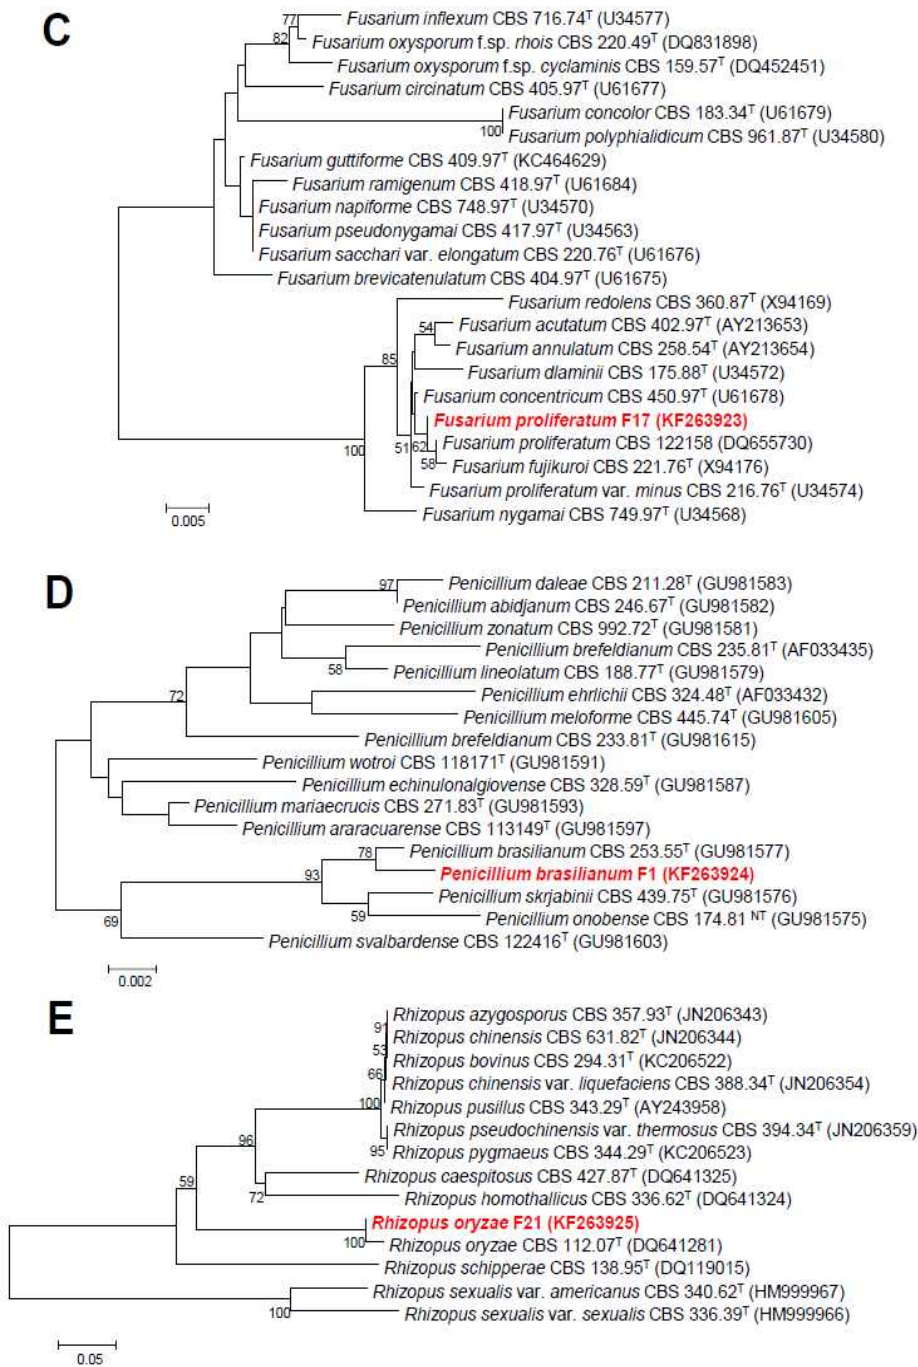 C
77
Fusarium inflexum CBS 716.74ᵀ (U34577)
82
Fusarium oxysporum f.sp. rhois CBS 220.49ᵀ (DQ831898)
Fusarium oxysporum f.sp. cyclaminis CBS 159.57ᵀ (DQ452451)
Fusarium circinatum CBS 405.97ᵀ (U61677)
Fusarium concolor CBS 183.34ᵀ (U61679)
100
Fusarium polyphialidicum CBS 961.87ᵀ (U34580)
Fusarium guttiforme CBS 409.97ᵀ (KC464629)
Fusarium ramigenum CBS 418.97ᵀ (U61684)
Fusarium napiforme CBS 748.97ᵀ (U34570)
Fusarium pseudonygamai CBS 417.97ᵀ (U34563)
Fusarium sacchari var. elongatum CBS 220.76ᵀ (U61676)
Fusarium brevicatenulatum CBS 404.97ᵀ (U61675)
Fusarium redolens CBS 360.87ᵀ (X94169)
54
Fusarium acutatum CBS 402.97ᵀ (AY213653)
Fusarium annulatum CBS 258.54ᵀ (AY213654)
85
Fusarium dlaminii CBS 175.88ᵀ (U34572)
Fusarium concentricum CBS 450.97ᵀ (U61678)
Fusarium proliferatum F17 (KF263923)
100
51
62
Fusarium proliferatum CBS 122158 (DQ655730)
58
Fusarium fujikuroi CBS 221.76ᵀ (X94176)
Fusarium proliferatum var. minus CBS 216.76ᵀ (U34574)
Fusarium nygamai CBS 749.97ᵀ (U34568)
0.005
D
97
Penicillium daleae CBS 211.28ᵀ (GU981583)
Penicillium abidjanum CBS 246.67ᵀ (GU981582)
Penicillium zonatum CBS 992.72ᵀ (GU981581)
Penicillium brefeldianum CBS 235.81ᵀ (AF033435)
58
Penicillium lineolatum CBS 188.77ᵀ (GU981579)
72
Penicillium ehrlichii CBS 324.48ᵀ (AF033432)
Penicillium meloforme CBS 445.74ᵀ (GU981605)
Penicillium brefeldianum CBS 233.81ᵀ (GU981615)
Penicillium wotroi CBS 118171ᵀ (GU981591)
Penicillium echinulonalgiovense CBS 328.59ᵀ (GU981587)
Penicillium mariaecrucis CBS 271.83ᵀ (GU981593)
Penicillium araracuarense CBS 113149ᵀ (GU981597)
78
Penicillium brasilianum CBS 253.55ᵀ (GU981577)
93
Penicillium brasilianum F1 (KF263924)
Penicillium skrjabinii CBS 439.75ᵀ (GU981576)
69
59
Penicillium onobense CBS 174.81 ᴺᵀ (GU981575)
Penicillium svalbardense CBS 122416ᵀ (GU981603)
0.002
E
Rhizopus azygosporus CBS 357.93ᵀ (JN206343)
91
Rhizopus chinensis CBS 631.82ᵀ (JN206344)
53
Rhizopus bovinus CBS 294.31ᵀ (KC206522)
66
Rhizopus chinensis var. liquefaciens CBS 388.34ᵀ (JN206354)
100
Rhizopus pusillus CBS 343.29ᵀ (AY243958)
Rhizopus pseudochinensis var. thermosus CBS 394.34ᵀ (JN206359)
96
95
Rhizopus pygmaeus CBS 344.29ᵀ (KC206523)
Rhizopus caespitosus CBS 427.87ᵀ (DQ641325)
59
72
Rhizopus homothallicus CBS 336.62ᵀ (DQ641324)
Rhizopus oryzae F21 (KF263925)
100
Rhizopus oryzae CBS 112.07ᵀ (DQ641281)
Rhizopus schipperae CBS 138.95ᵀ (DQ119015)
Rhizopus sexualis var. americanus CBS 340.62ᵀ (HM999967)
100
Rhizopus sexualis var. sexualis CBS 336.39ᵀ (HM999966)
0.05